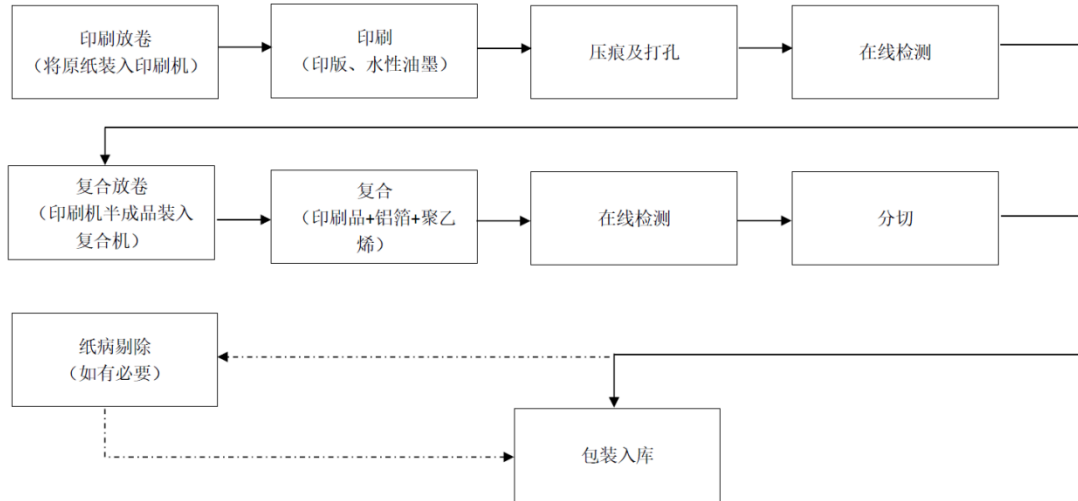 印刷放卷
（将原纸装入印刷机）
印刷
（印版、水性油墨）
压痕及打孔
在线检测
复合放卷
（印刷机半成品装入
复合机）
复合
（印刷品+铝箔+聚乙
烯）
在线检测
分切
纸病剔除
（如有必要）
包装入库